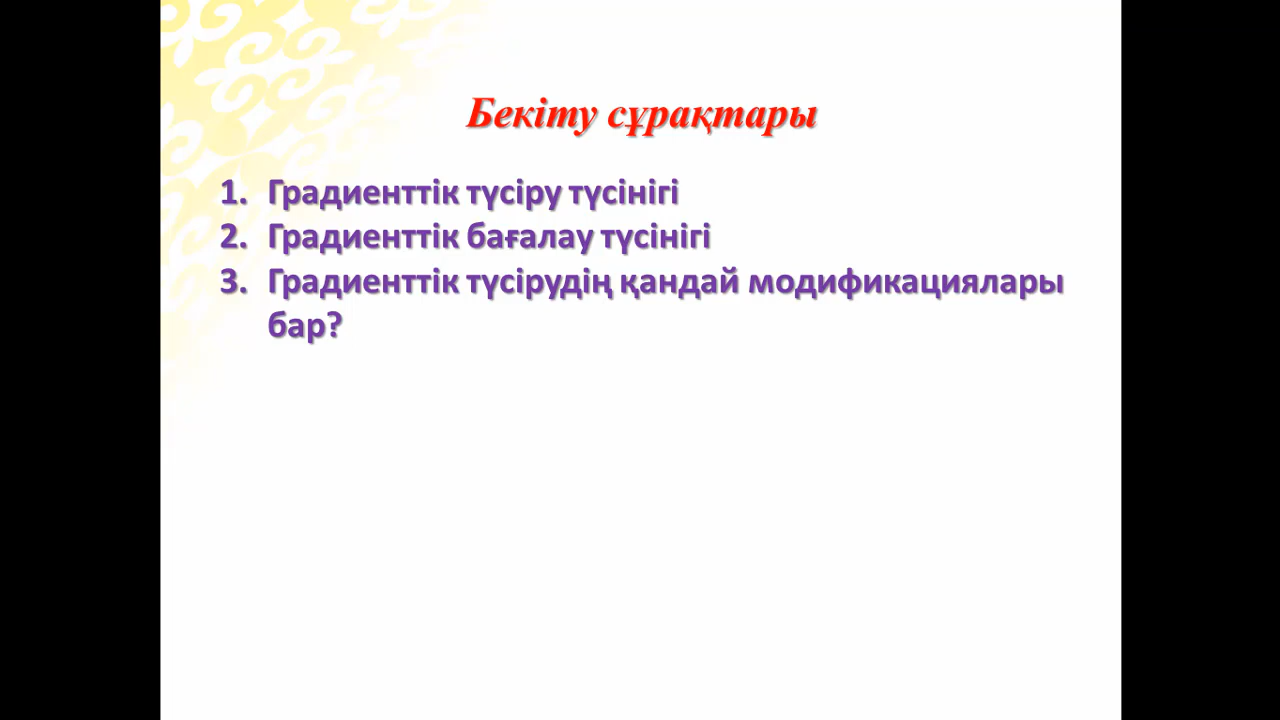 Бекіту сұрақтары
1. Градиенттік түсіру түсінігі
2. Градиенттік бағалау түсінігі
3. Градиенттік түсірудің қандай модификациялары
бар?